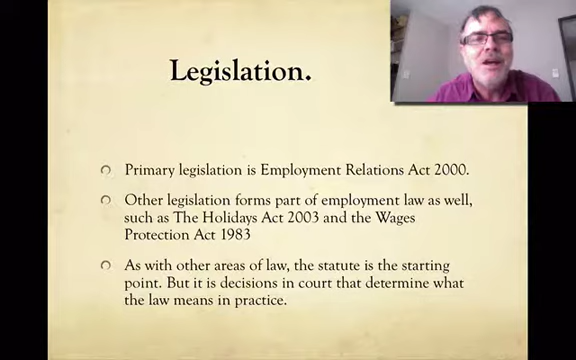 Legislation.
Primary legislation is Employment Relations Act 2000.
Other legislation forms part of employment law as well,
such as The Holidays Act 2003 and the Wages
Protection Act 1983
As with other areas of law, the statute is the starting
point. But it is decisions in court that determine what
the law means in practice.